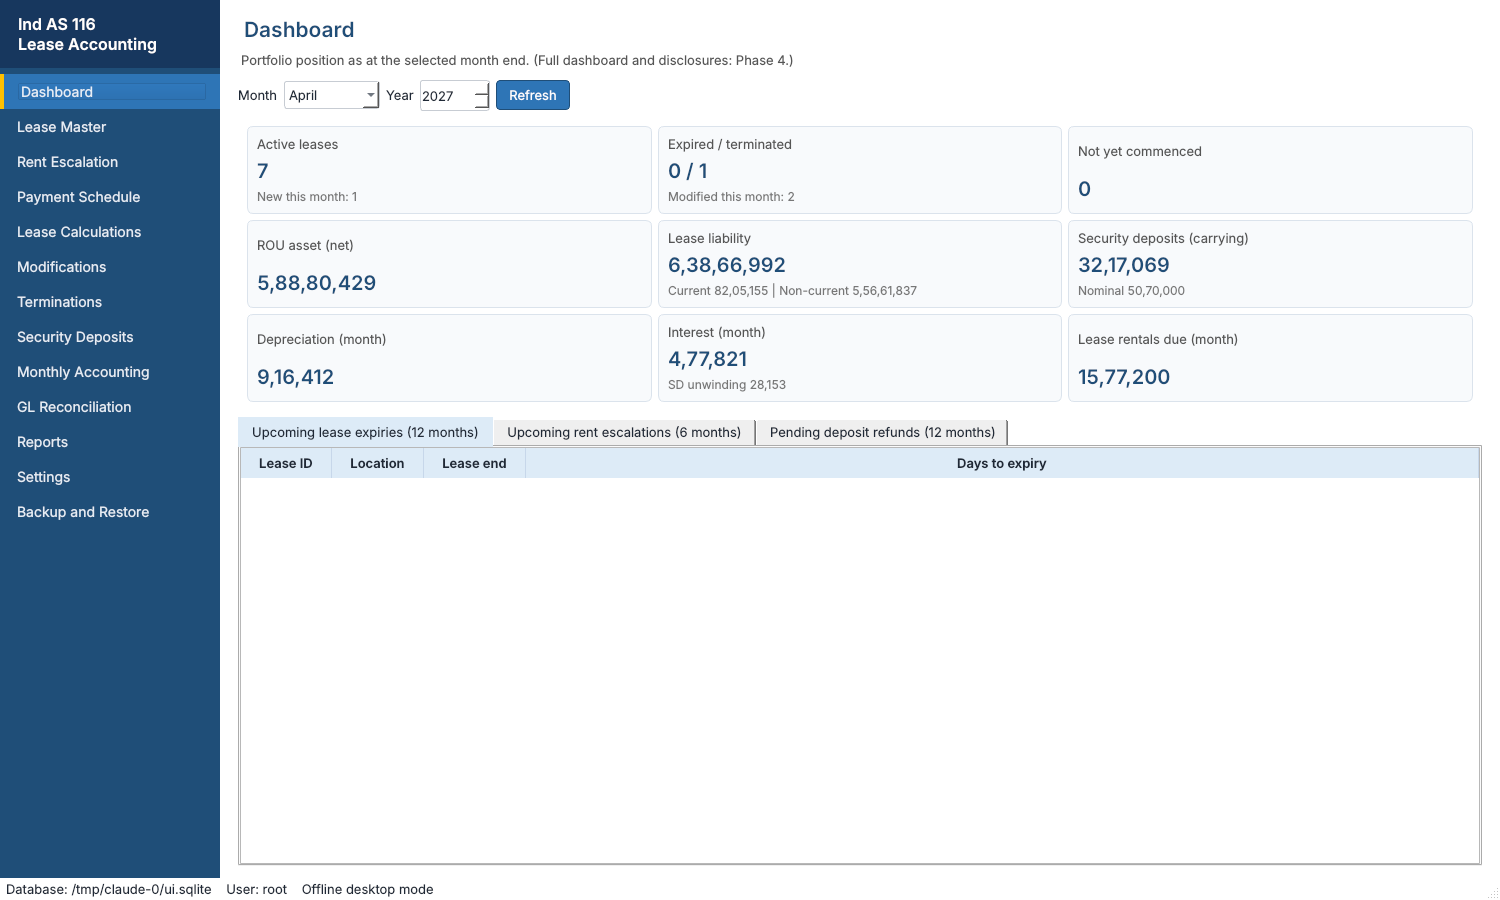 Ind AS 116
Lease Accounting
Dashboard
Lease Master
Rent Escalation
Payment Schedule
Lease Calculations
Modifications
Terminations
Security Deposits
Monthly Accounting
GL Reconciliation
Reports
Settings
Backup and Restore
Dashboard
Portfolio position as at the selected month end. (Full dashboard and disclosures: Phase 4.)
Month April Year 2027 Refresh
Active leases
7
New this month: 1
Expired / terminated
0 / 1
Modified this month: 2
Not yet commenced
0
ROU asset (net)
5,88,80,429
Lease liability
6,38,66,992
Current 82,05,155 | Non-current 5,56,61,837
Security deposits (carrying)
32,17,069
Nominal 50,70,000
Depreciation (month)
9,16,412
Interest (month)
4,77,821
SD unwinding 28,153
Lease rentals due (month)
15,77,200
Upcoming lease expiries (12 months) Upcoming rent escalations (6 months) Pending deposit refunds (12 months)
Lease ID Location Lease end Days to expiry
Database: /tmp/claude-0/ui.sqlite User: root Offline desktop mode